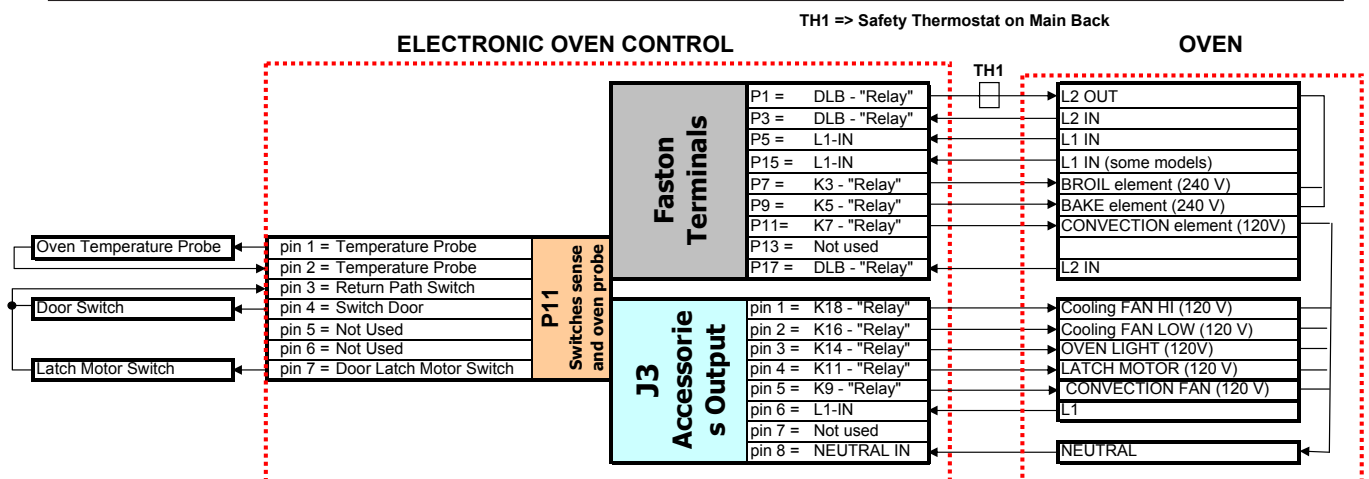 TH1 => Safety Thermostat on Main Back
ELECTRONIC OVEN CONTROL
OVEN
TH1
Oven Temperature Probe
Door Switch
Latch Motor Switch
pin 1 = Temperature Probe
pin 2 = Temperature Probe
pin 3 = Return Path Switch
pin 4 = Switch Door
pin 5 = Not Used
pin 6 = Not Used
pin 7 = Door Latch Motor Switch
P11
Switches sense
and oven probe
Faston
Terminals
P1 = DLB - "Relay"
P3 = DLB - "Relay"
P5 = L1-IN
P15 = L1-IN
P7 = K3 - "Relay"
P9 = K5 - "Relay"
P11= K7 - "Relay"
P13 = Not used
P17 = DLB - "Relay"
J3
Accessorie
s Output
pin 1 = K18 - "Relay"
pin 2 = K16 - "Relay"
pin 3 = K14 - "Relay"
pin 4 = K11 - "Relay"
pin 5 = K9 - "Relay"
pin 6 = L1-IN
pin 7 = Not used
pin 8 = NEUTRAL IN
L2 OUT
L2 IN
L1 IN
L1 IN (some models)
BROIL element (240 V)
BAKE element (240 V)
CONVECTION element (120V)
L2 IN
Cooling FAN HI (120 V)
Cooling FAN LOW (120 V)
OVEN LIGHT (120V)
LATCH MOTOR (120 V)
CONVECTION FAN (120 V)
L1
NEUTRAL